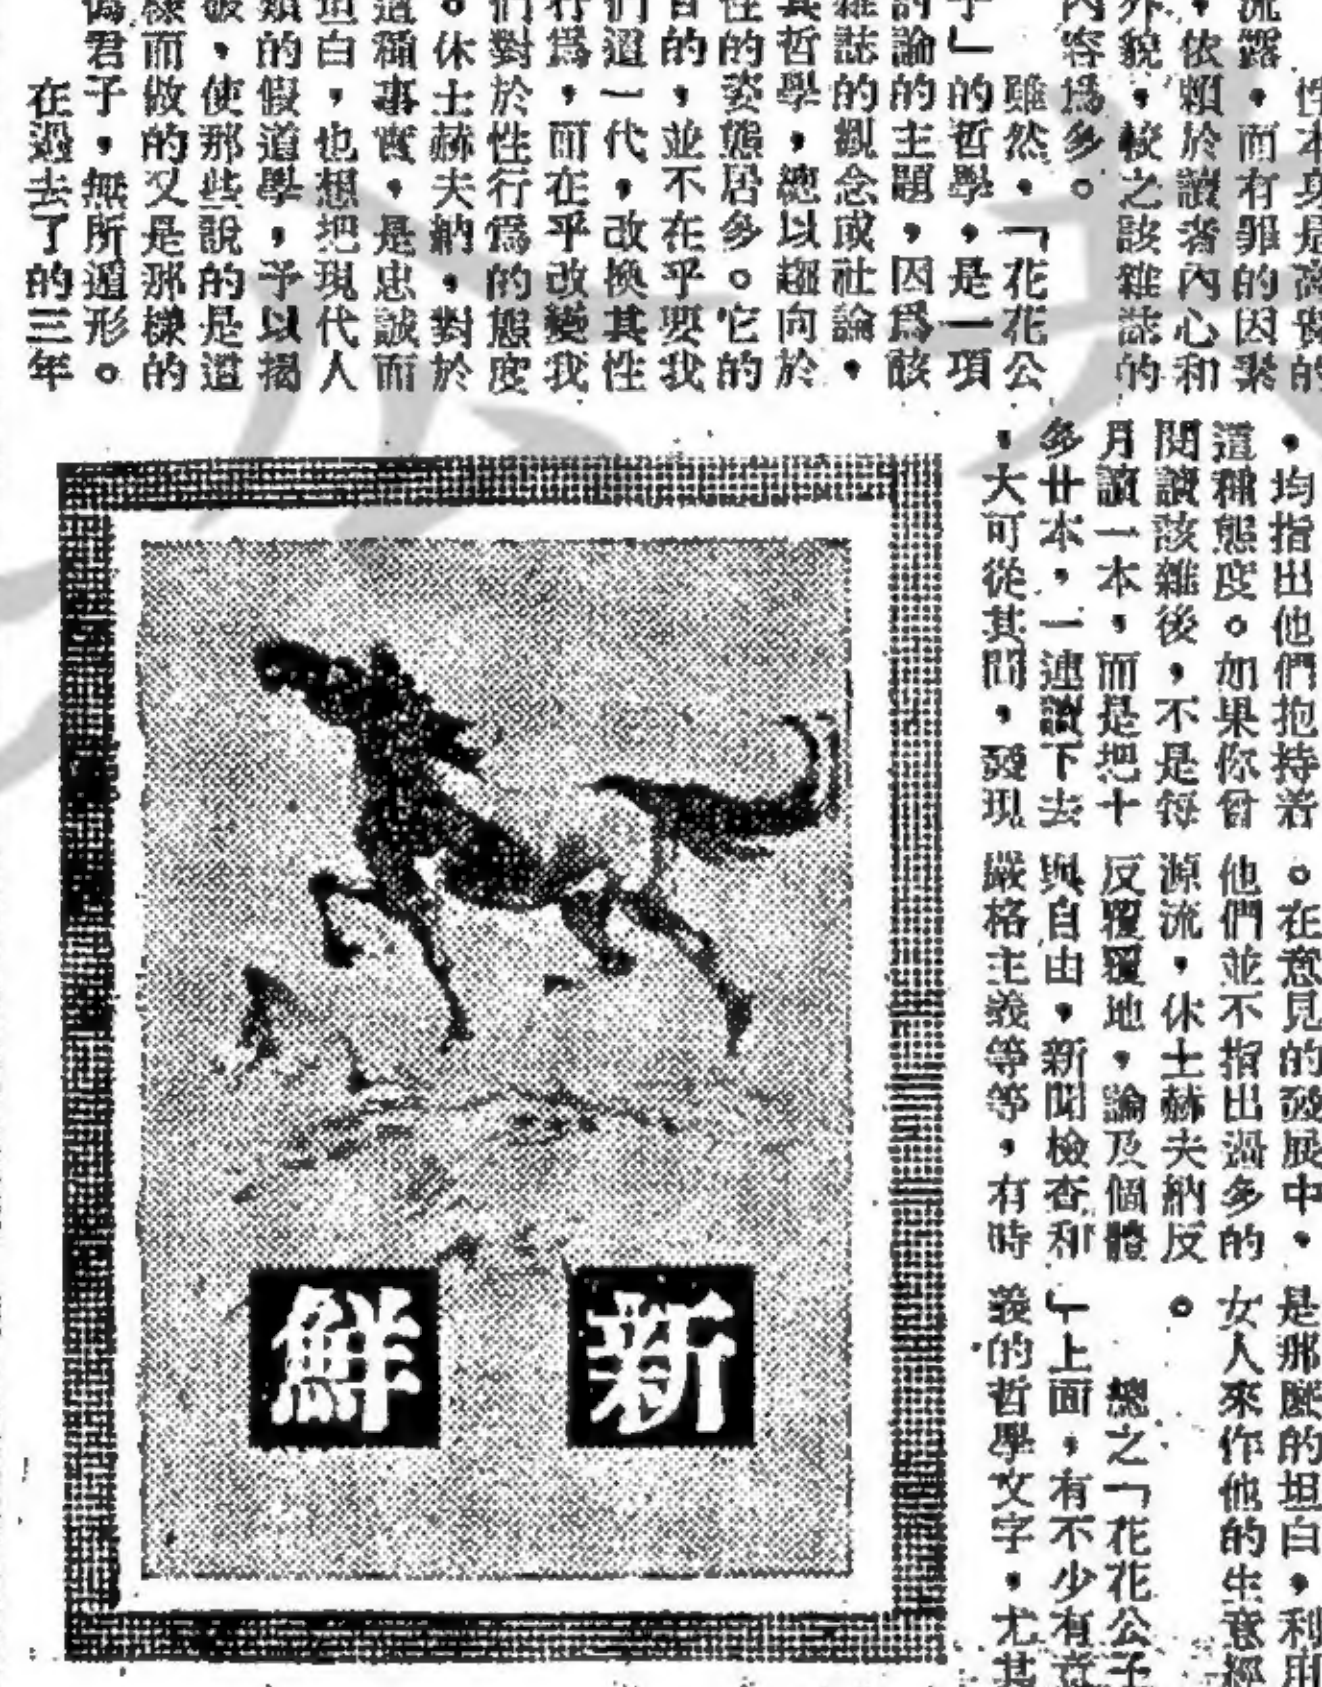 性本身是高貴的
流露，而有罪的因素
，依賴於讀者內心和
外貌，較之該雜誌的
內容爲多。
雖然，「花花公
子」的哲學，是一項
討論的主題，因爲該
雜誌的觀念或社論，
其哲學，總以趨向於
性的姿態居多。它的
目的，並不在乎要我
們這一代，改換其性
行爲，而在乎改變我
們對於性行爲的態度
。休士赫夫納，對於
這種事實，是忠誠而
坦白，也想把現代人
類的假道學，予以揭
破，使那些說的是這
樣而做的又是那樣的
偽君子，無所遁形。
在過去了的三年
，均指出他們抱持着
這種態度。如果你曾
閱讀該雜後，不是每
月讀一本，而是把十
多廿本，一連讀下去
，大可從其間，發現
。在意見的發展中，
他們並不指出過多的
源流，休士赫夫納反
反覆覆地，論及個體
與自由，新聞檢查和
嚴格主義等等，有時
是那麼的坦白，利用
女人來作他的生意經
。
總之「花花公子
」上面，有不少有意
義的哲學文字，尤其
新鮮